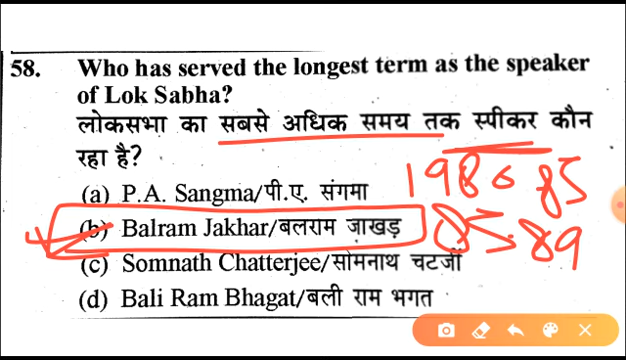 58. Who has served the longest term as the speaker
of Lok Sabha?
लोकसभा का सबसे अधिक समय तक स्पीकर कौन
रहा है?
(a) P.A. Sangma/पी.ए. संगमा
1980 85
(b) Balram Jakhar/बलराम जाखड़
85-89
(c) Somnath Chatterjee/सोमनाथ चटर्जी
(d) Bali Ram Bhagat/बली राम भगत